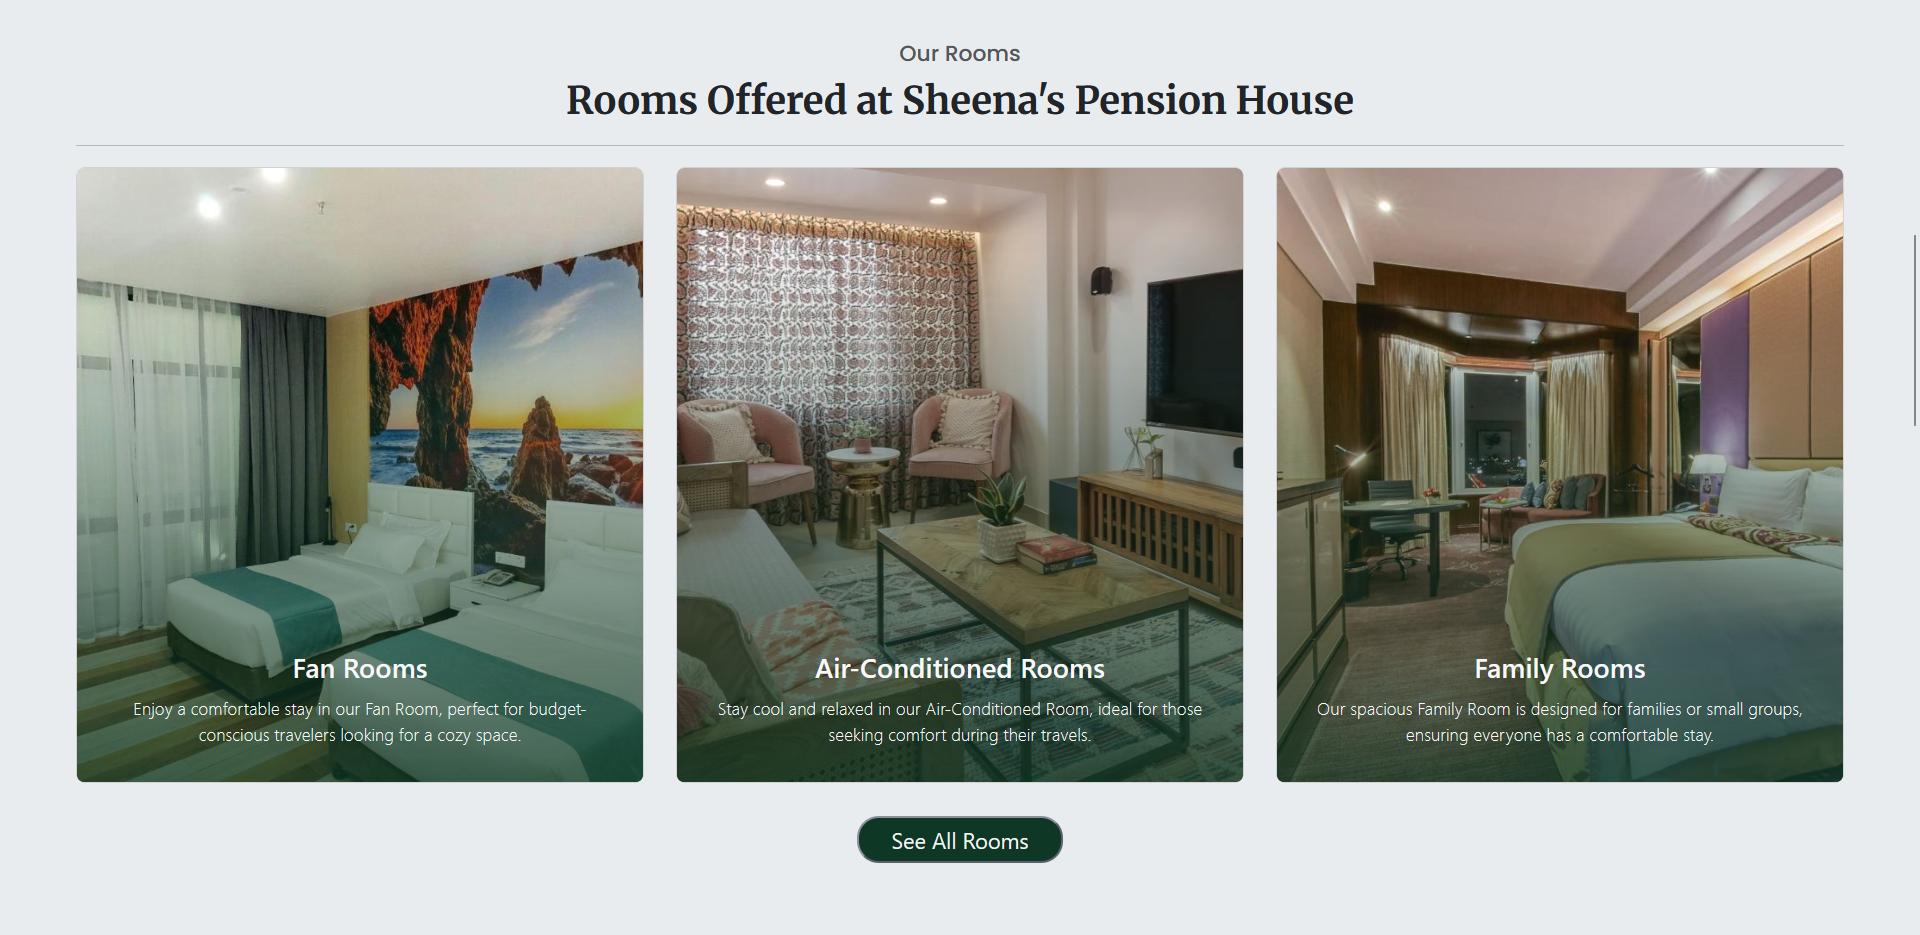 Our Rooms
Rooms Offered at Sheena's Pension House
Fan Rooms
Enjoy a comfortable stay in our Fan Room, perfect for budget-
conscious travelers looking for a cozy space.
Air-Conditioned Rooms
Stay cool and relaxed in our Air-Conditioned Room, ideal for those
seeking comfort during their travels.
Family Rooms
Our spacious Family Room is designed for families or small groups,
ensuring everyone has a comfortable stay.
See All Rooms